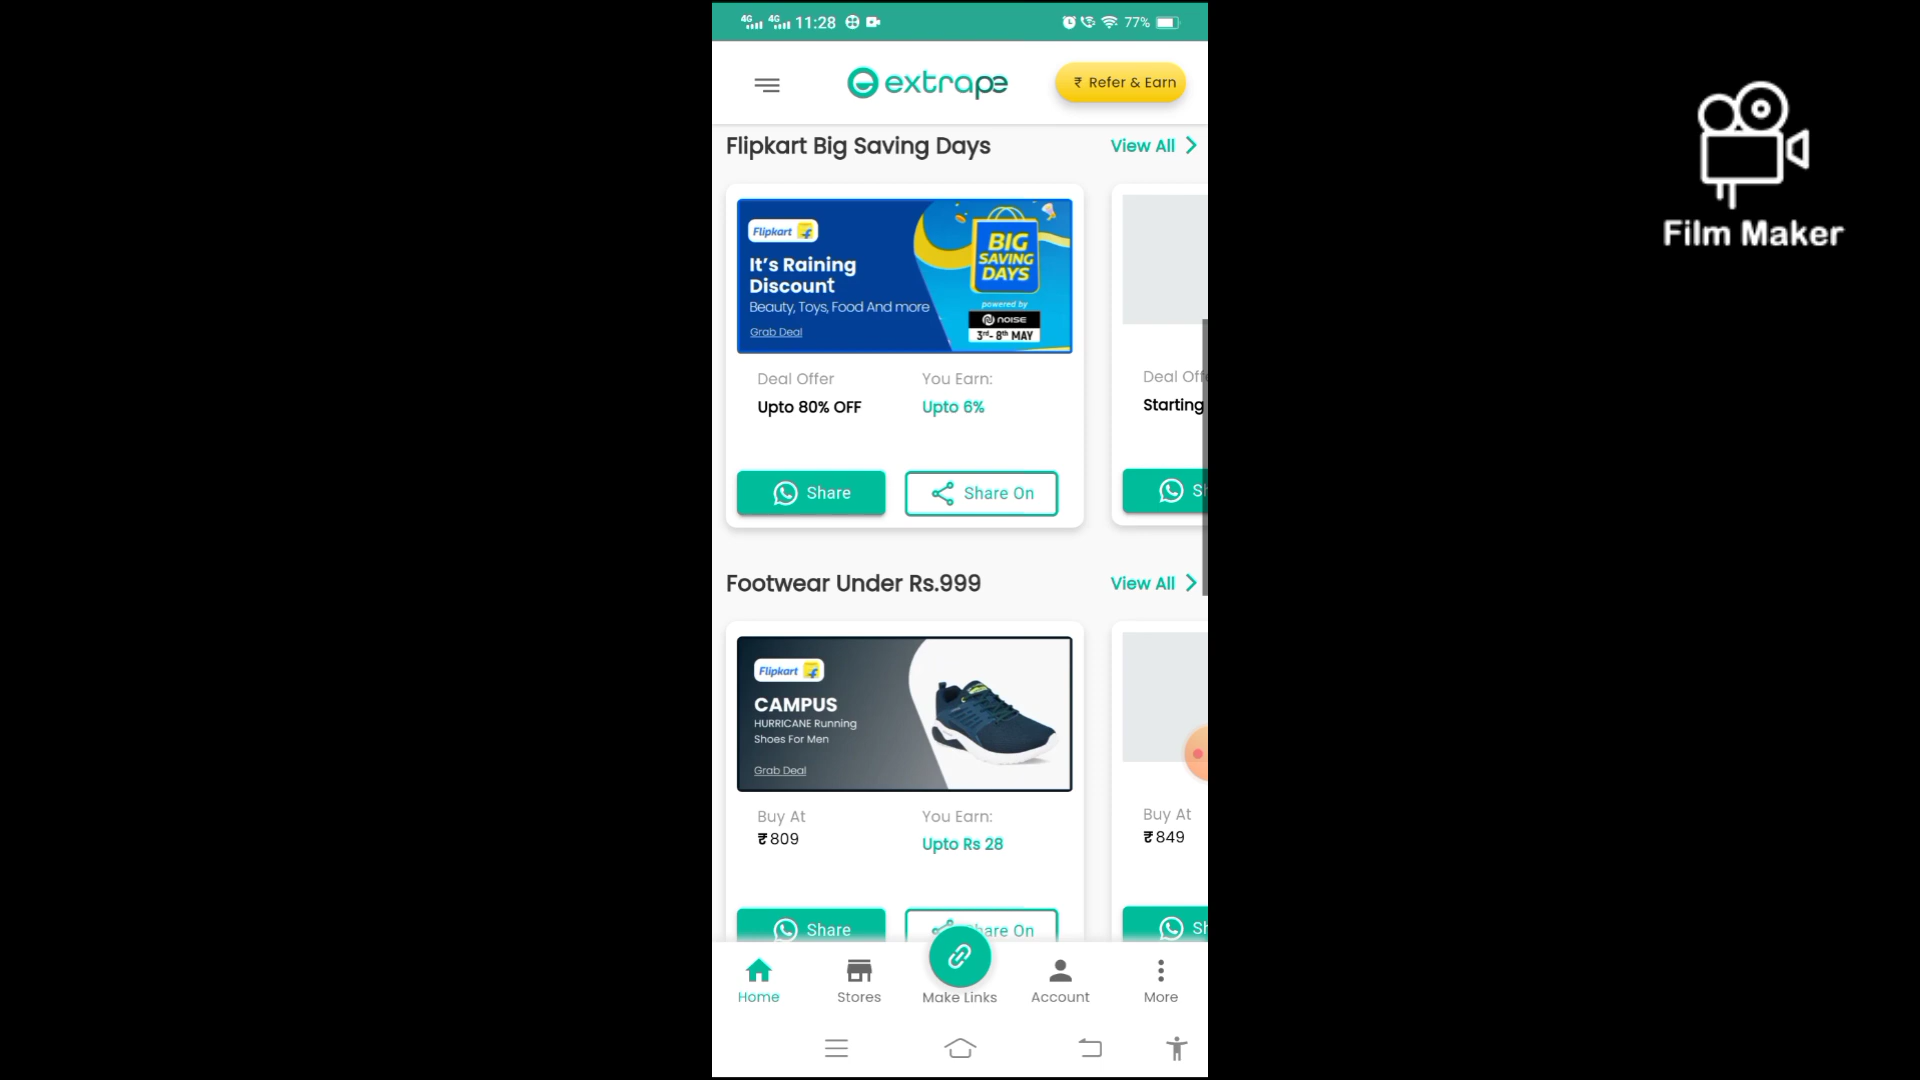 4G 4G 11:28 77%
extrape
₹ Refer & Earn
Flipkart Big Saving Days
View All
Flipkart
It's Raining
Discount
Beauty, Toys, Food And more
Grab Deal
BIG
SAVING
DAYS
powered by
NOISE
3rd- 8th MAY
Deal Offer
You Earn:
Upto 80% OFF
Upto 6%
Share
Share On
Deal Off
Starting
Sh
Footwear Under Rs.999
View All
Flipkart
CAMPUS
HURRICANE Running
Shoes For Men
Grab Deal
Buy At
You Earn:
₹809
Upto Rs 28
Share
Share On
Buy At
₹849
Sh
Home
Stores
Make Links
Account
More
Film Maker